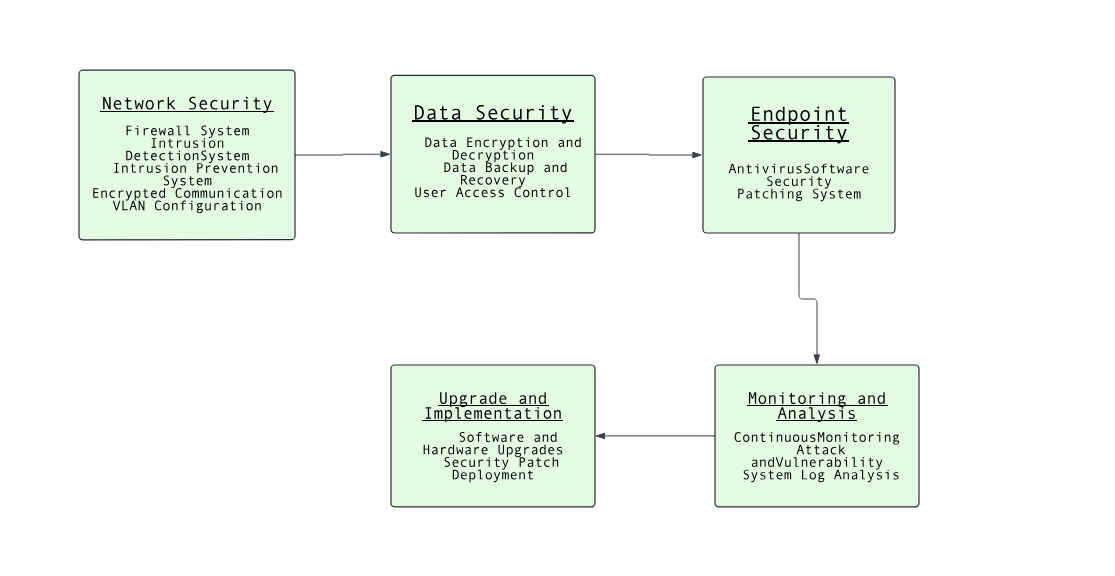 Network Security
Firewall System
Intrusion
DetectionSystem
Intrusion Prevention
System
Encrypted Communication
VLAN Configuration
Data Security
Data Encryption and
Decryption
Data Backup and
Recovery
User Access Control
Endpoint
Security
AntivirusSoftware
Security
Patching System
Monitoring and
Analysis
ContinuousMonitoring
Attack
andVulnerability
System Log Analysis
Upgrade and
Implementation
Software and
Hardware Upgrades
Security Patch
Deployment